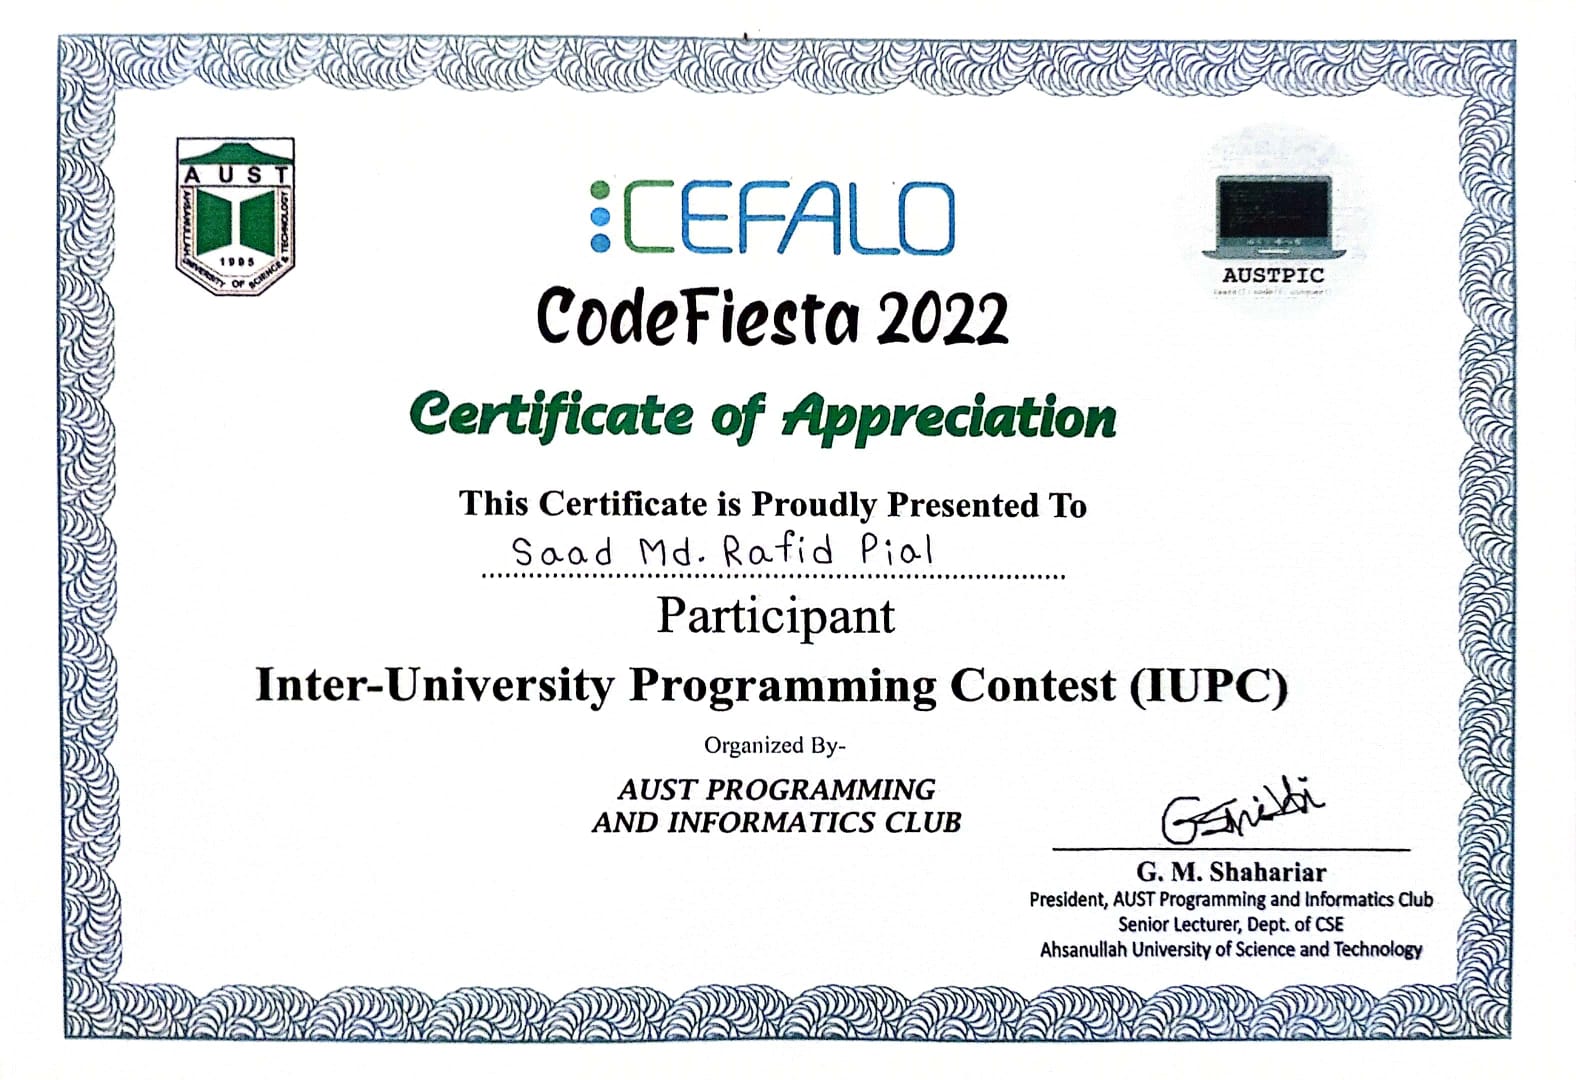 AUST
AHSANULLAH UNIVERSITY OF SCIENCE & TECHNOLOGY
1995
CEFALO
AUSTPIC
CodeFiesta 2022
Certificate of Appreciation
This Certificate is Proudly Presented To
Saad Md. Rafid Pial
Participant
Inter-University Programming Contest (IUPC)
Organized By-
AUST PROGRAMMING
AND INFORMATICS CLUB
G. M. Shahariar
President, AUST Programming and Informatics Club
Senior Lecturer, Dept. of CSE
Ahsanullah University of Science and Technology